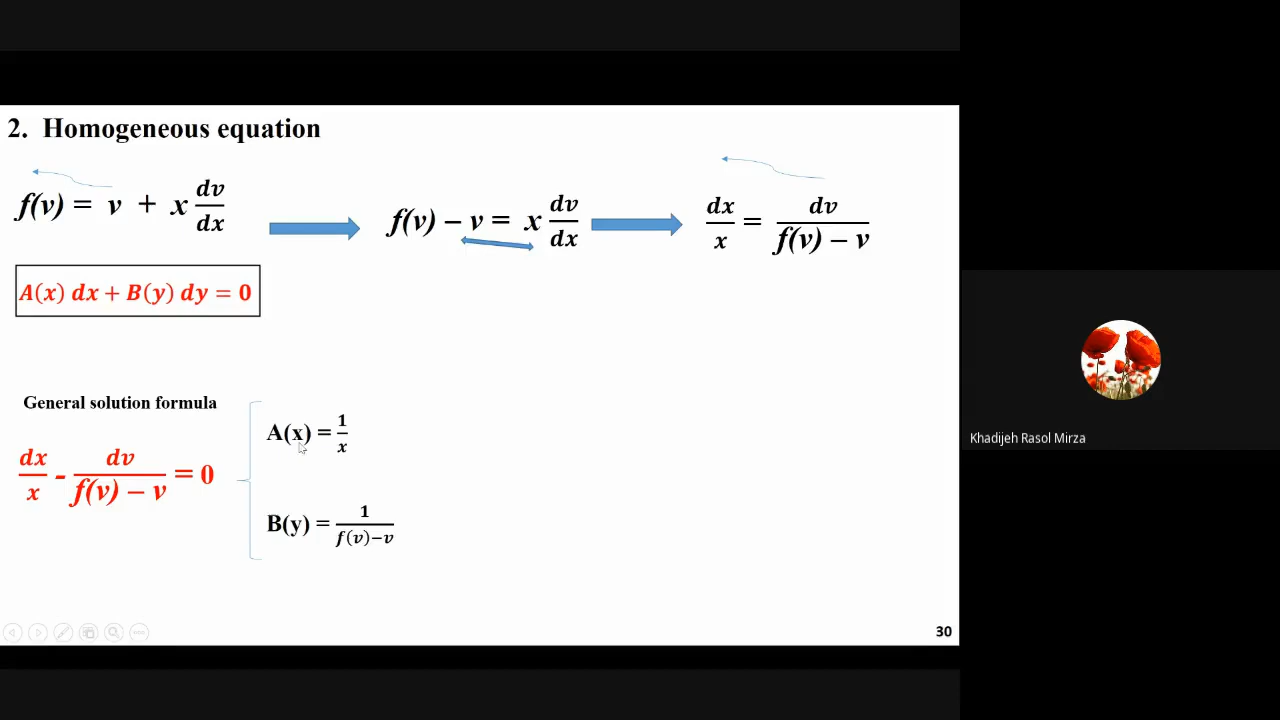 2. Homogeneous equation
f(v) = v + x dv/dx
f(v) – v = x dv/dx
dx/x = dv/f(v) – v
A(x) dx + B(y) dy = 0
General solution formula
dx/x - dv/f(v) – v = 0
A(x) = 1/x
B(y) = 1/f(v)–v
30
Khadijeh Rasol Mirza